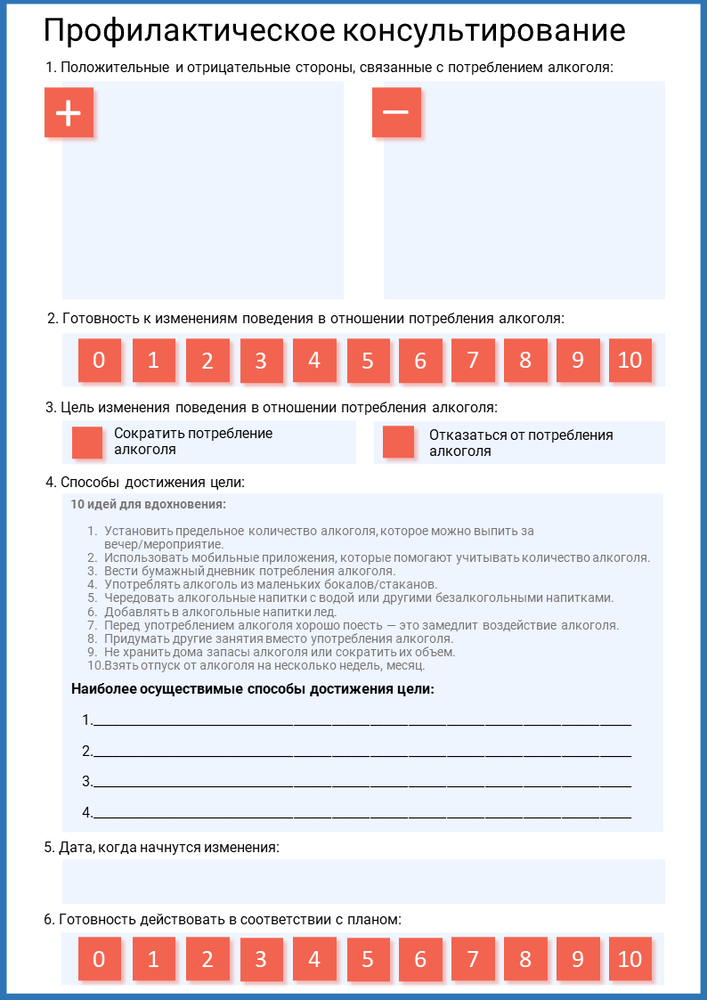 Профилактическое консультирование
1. Положительные и отрицательные стороны, связанные с потреблением алкоголя:
+
−
2. Готовность к изменениям поведения в отношении потребления алкоголя:
0 1 2 3 4 5 6 7 8 9 10
3. Цель изменения поведения в отношении потребления алкоголя:
Сократить потребление
алкоголя
Отказаться от потребления
алкоголя
4. Способы достижения цели:
10 идей для вдохновения:
1. Установить предельное количество алкоголя, которое можно выпить за
вечер/мероприятие.
2. Использовать мобильные приложения, которые помогают учитывать количество алкоголя.
3. Вести бумажный дневник потребления алкоголя.
4. Употреблять алкоголь из маленьких бокалов/стаканов.
5. Чередовать алкогольные напитки с водой или другими безалкогольными напитками.
6. Добавлять в алкогольные напитки лед.
7. Перед употреблением алкоголя хорошо поесть — это замедлит воздействие алкоголя.
8. Придумать другие занятия вместо употребления алкоголя.
9. Не хранить дома запасы алкоголя или сократить их объем.
10.Взять отпуск от алкоголя на несколько недель, месяц.
Наиболее осуществимые способы достижения цели:
1.
2.
3.
4.
5. Дата, когда начнутся изменения:
6. Готовность действовать в соответствии с планом:
0 1 2 3 4 5 6 7 8 9 10